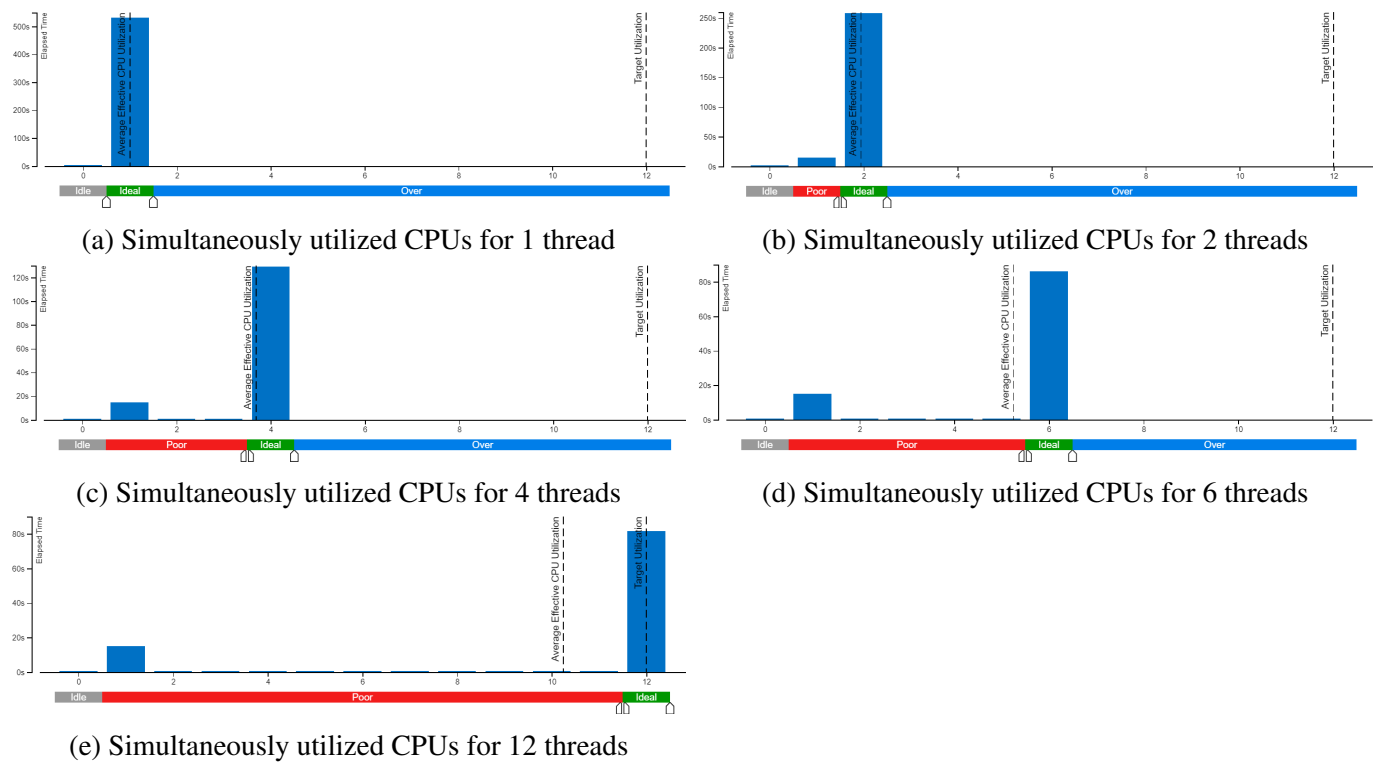 Elapsed Time
500s
400s
300s
200s
100s
0s
Average Effective CPU Utilization
Target Utilization
0 2 4 6 8 10 12
Idle Ideal Over
(a) Simultaneously utilized CPUs for 1 thread
Elapsed Time
250s
200s
150s
100s
50s
0s
Average Effective CPU Utilization
Target Utilization
0 2 4 6 8 10 12
Idle Poor Ideal Over
(b) Simultaneously utilized CPUs for 2 threads
Elapsed Time
120s
100s
80s
60s
40s
20s
0s
Average Effective CPU Utilization
Target Utilization
0 2 4 6 8 10 12
Idle Poor Ideal Over
(c) Simultaneously utilized CPUs for 4 threads
Elapsed Time
80s
60s
40s
20s
0s
Average Effective CPU Utilization
Target Utilization
0 2 4 6 8 10 12
Idle Poor Ideal Over
(d) Simultaneously utilized CPUs for 6 threads
Elapsed Time
80s
60s
40s
20s
0s
Average Effective CPU Utilization
Target Utilization
0 2 4 6 8 10 12
Idle Poor Ideal
(e) Simultaneously utilized CPUs for 12 threads